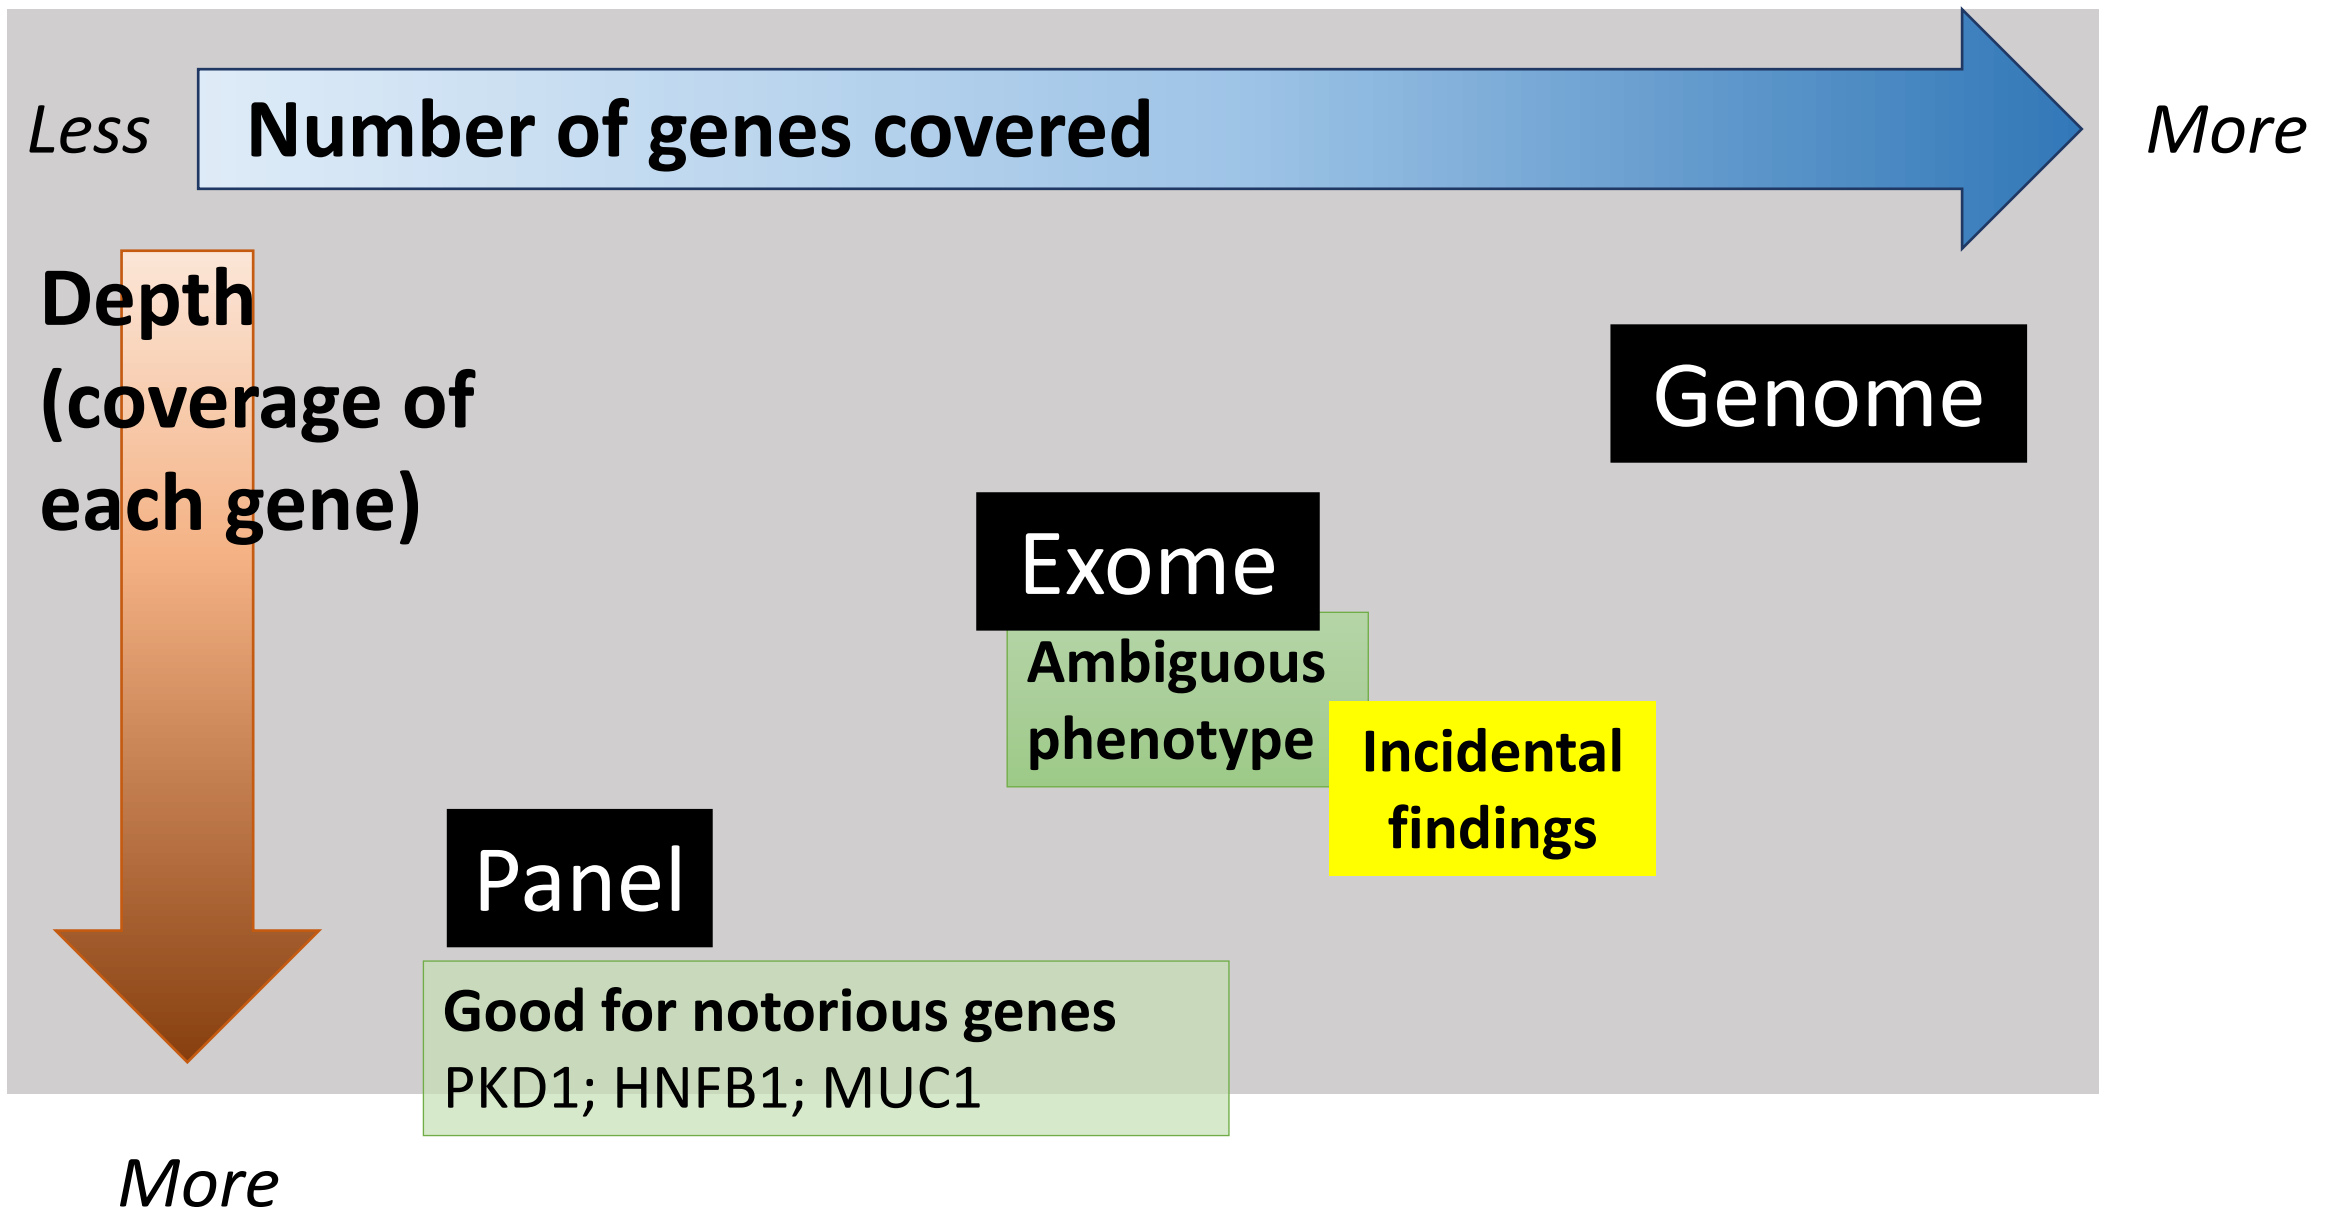 Less
Number of genes covered
More
Depth
(coverage of
each gene)
Genome
Exome
Ambiguous
phenotype
Incidental
findings
Panel
Good for notorious genes
PKD1; HNFB1; MUC1
More